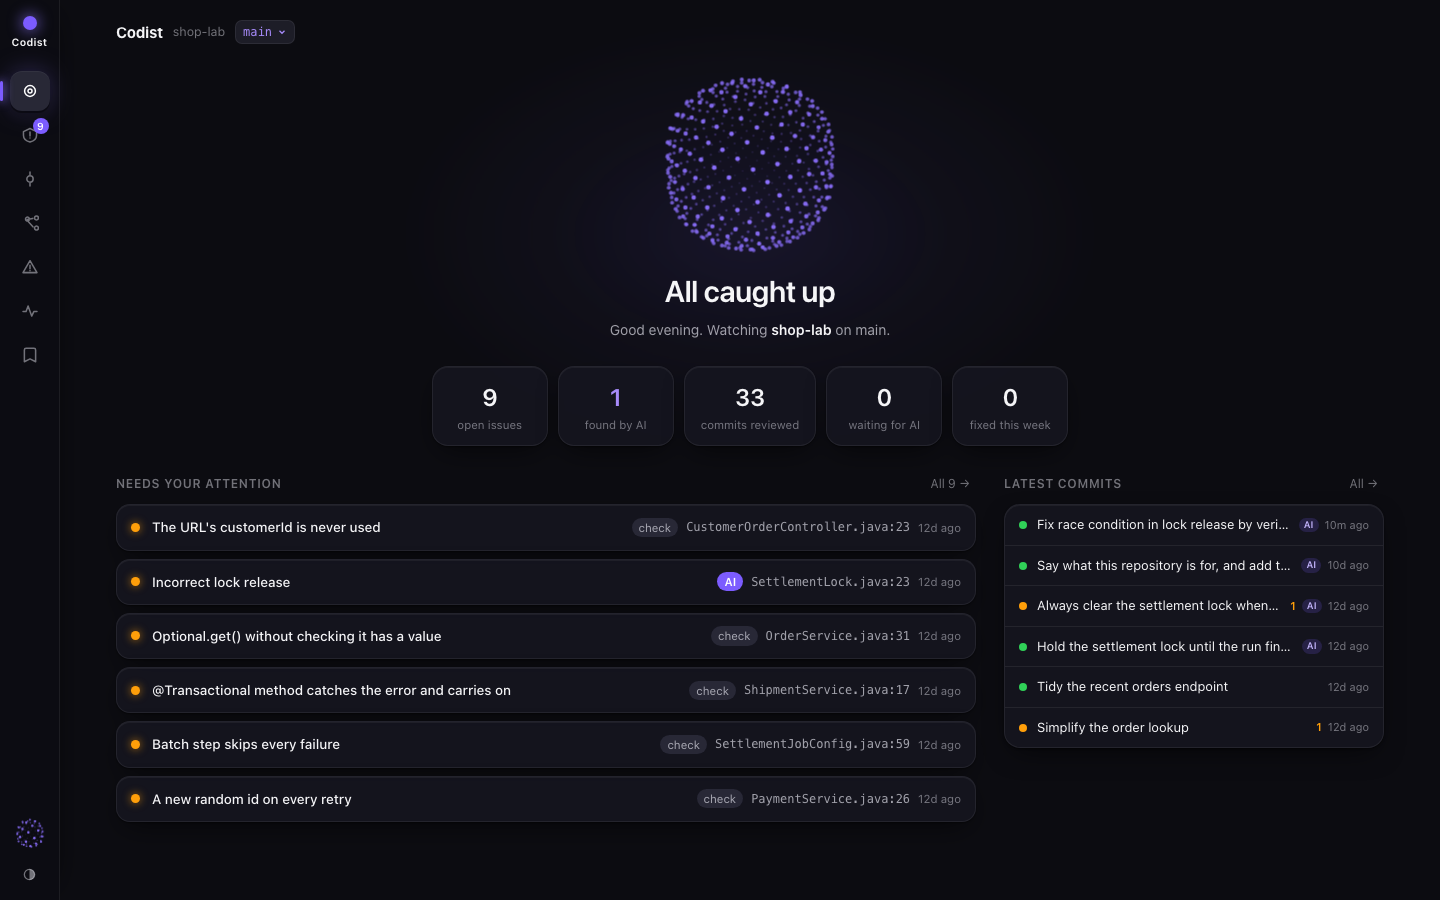 Codist
Codist shop-lab main
9
All caught up
Good evening. Watching shop-lab on main.
9 1 33 0 0
open issues found by AI commits reviewed waiting for AI fixed this week
NEEDS YOUR ATTENTION All 9 →
The URL's customerId is never used check CustomerOrderController.java:23 12d ago
Incorrect lock release AI SettlementLock.java:23 12d ago
Optional.get() without checking it has a value check OrderService.java:31 12d ago
@Transactional method catches the error and carries on check ShipmentService.java:17 12d ago
Batch step skips every failure check SettlementJobConfig.java:59 12d ago
A new random id on every retry check PaymentService.java:26 12d ago
LATEST COMMITS All →
Fix race condition in lock release by veri... AI 10m ago
Say what this repository is for, and add t... AI 10d ago
Always clear the settlement lock when... 1 AI 12d ago
Hold the settlement lock until the run fin... AI 12d ago
Tidy the recent orders endpoint 12d ago
Simplify the order lookup 1 12d ago